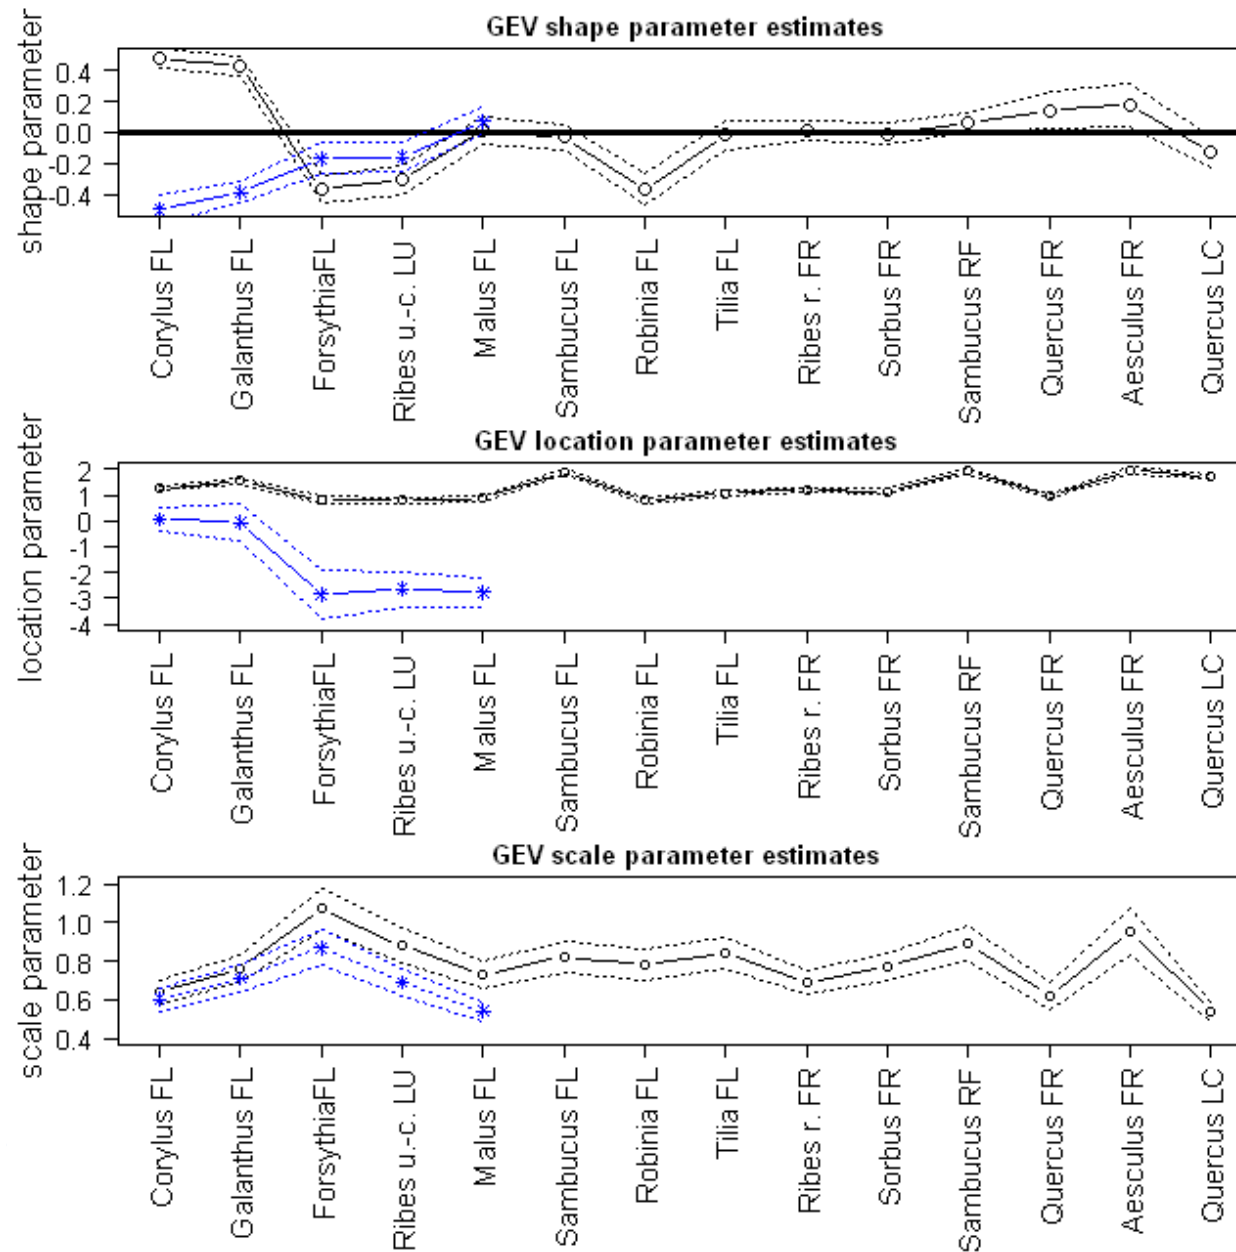 GEV shape parameter estimates
shape parameter
0.4
0.2
0.0
-0.2
-0.4
Corylus FL
Galanthus FL
ForsythiaFL
Ribes u.-c. LU
Malus FL
Sambucus FL
Robinia FL
Tilia FL
Ribes r. FR
Sorbus FR
Sambucus RF
Quercus FR
Aesculus FR
Quercus LC
GEV location parameter estimates
location parameter
2
1
0
-1
-2
-3
-4
Corylus FL
Galanthus FL
ForsythiaFL
Ribes u.-c. LU
Malus FL
Sambucus FL
Robinia FL
Tilia FL
Ribes r. FR
Sorbus FR
Sambucus RF
Quercus FR
Aesculus FR
Quercus LC
GEV scale parameter estimates
scale parameter
1.2
1.0
0.8
0.6
0.4
Corylus FL
Galanthus FL
ForsythiaFL
Ribes u.-c. LU
Malus FL
Sambucus FL
Robinia FL
Tilia FL
Ribes r. FR
Sorbus FR
Sambucus RF
Quercus FR
Aesculus FR
Quercus LC